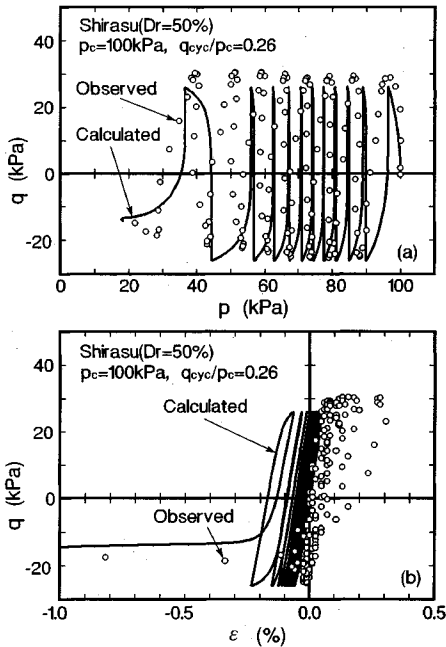 Shirasu(Dr=50%)
pc=100kPa, qcyc/pc=0.26
Observed
Calculated
40
20
0
-20
q (kPa)
(a)
0 20 40 60 80 100
p (kPa)
Shirasu(Dr=50%)
pc=100kPa, qcyc/pc=0.26
Calculated
Observed
40
20
0
-20
q (kPa)
(b)
-1.0 -0.5 0.0 0.5
ε (%)